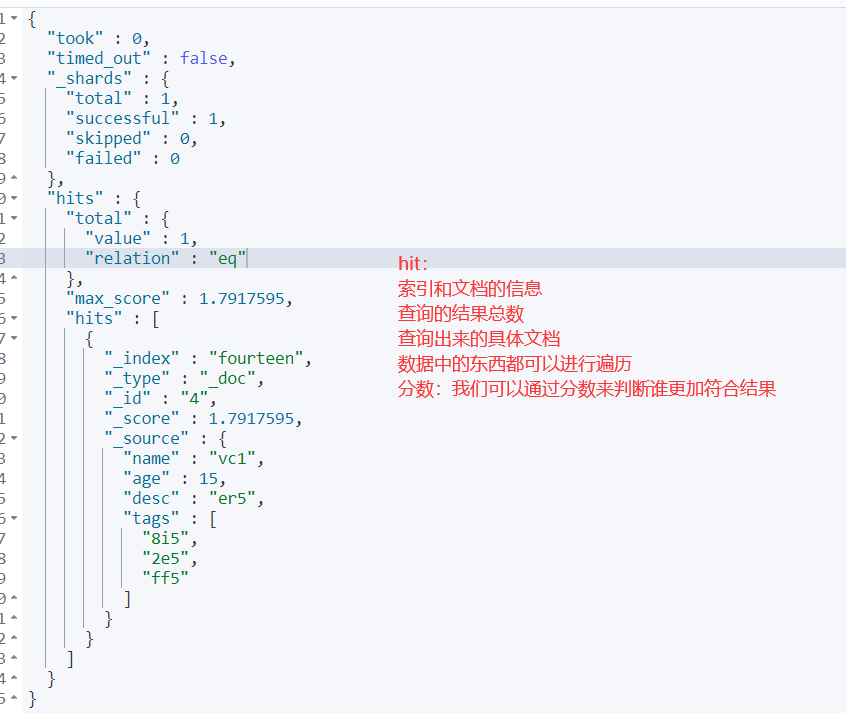 1 {
2 "took" : 0,
3 "timed_out" : false,
4 "_shards" : {
5 "total" : 1,
6 "successful" : 1,
7 "skipped" : 0,
8 "failed" : 0
9 },
0 "hits" : {
1 "total" : {
2 "value" : 1,
3 "relation" : "eq"
hit：
4 },
索引和文档的信息
5 "max_score" : 1.7917595,
查询的结果总数
6 "hits" : [
查询出来的具体文档
7 {
数据中的东西都可以进行遍历
8 "_index" : "fourteen",
9 "_type" : "_doc",
分数：我们可以通过分数来判断谁更加符合结果
0 "_id" : "4",
1 "_score" : 1.7917595,
2 "_source" : {
3 "name" : "vc1",
4 "age" : 15,
5 "desc" : "er5",
6 "tags" : [
7 "8i5",
8 "2e5",
9 "ff5"
0 ]
1 }
2 }
3 ]
4 }
5 }